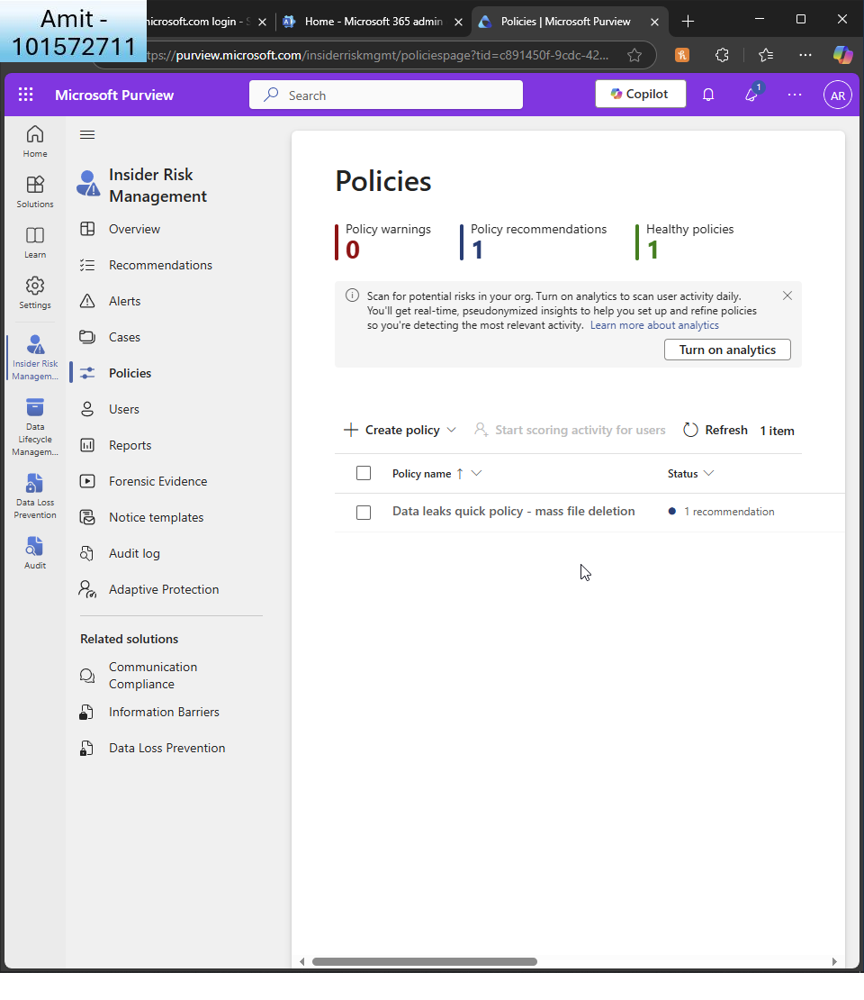 Amit -
101572711
microsoft.com login - S
Home - Microsoft 365 admin
Policies | Microsoft Purview
tps://purview.microsoft.com/insiderriskmgmt/policiespage?tid=c891450f-9cdc-42...
Microsoft Purview
Search
Copilot
1
AR
Home
Solutions
Learn
Settings
Insider Risk
Managem...
Data
Lifecycle
Managem...
Data Loss
Prevention
Audit
Insider Risk
Management
Overview
Recommendations
Alerts
Cases
Policies
Users
Reports
Forensic Evidence
Notice templates
Audit log
Adaptive Protection
Related solutions
Communication
Compliance
Information Barriers
Data Loss Prevention
Policies
Policy warnings
0
Policy recommendations
1
Healthy policies
1
Scan for potential risks in your org. Turn on analytics to scan user activity daily.
You'll get real-time, pseudonymized insights to help you set up and refine policies
so you're detecting the most relevant activity. Learn more about analytics
Turn on analytics
Create policy
Start scoring activity for users
Refresh
1 item
Policy name
Status
Data leaks quick policy - mass file deletion
1 recommendation